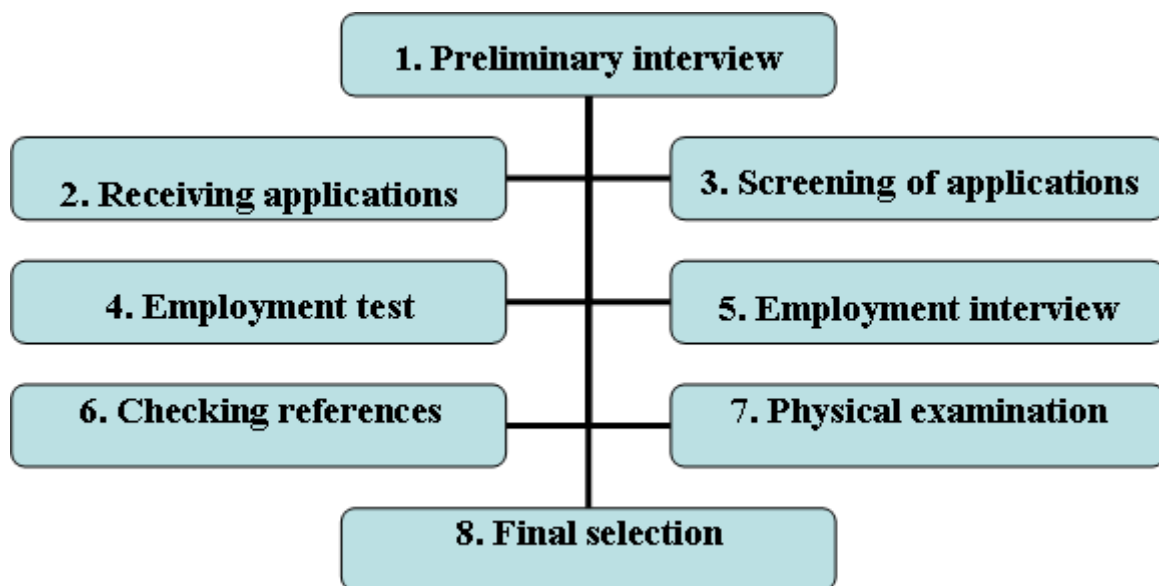 1. Preliminary interview
2. Receiving applications
3. Screening of applications
4. Employment test
5. Employment interview
6. Checking references
7. Physical examination
8. Final selection